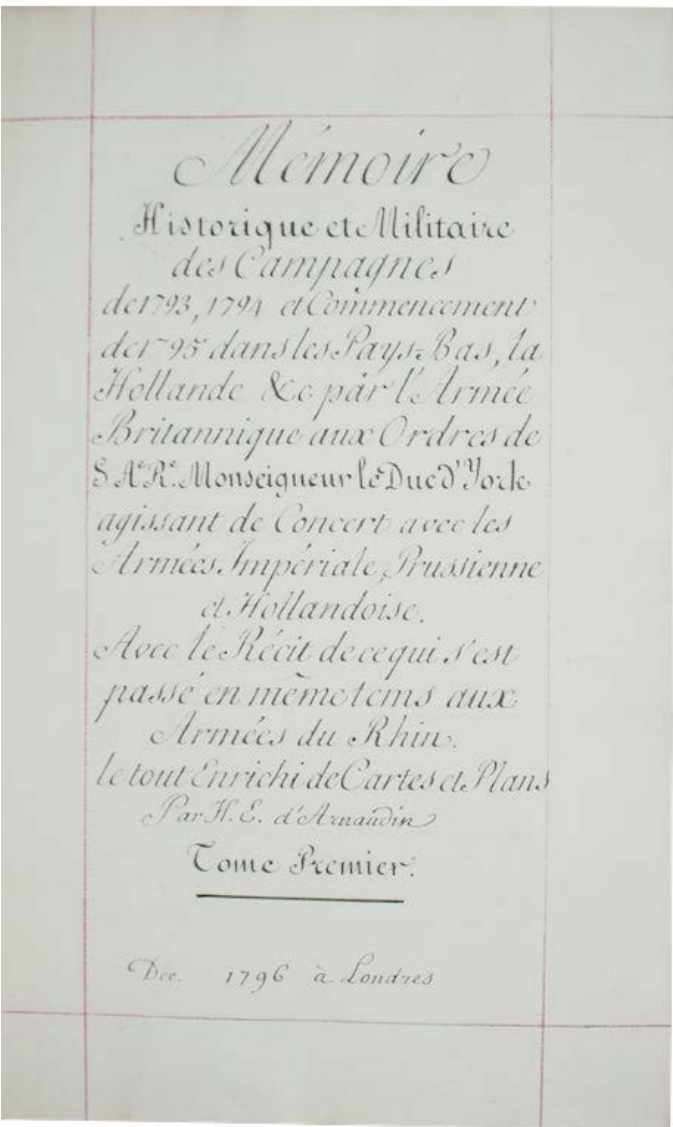 Mémoire
Historique et Militaire
des Campagnes
de 1793, 1794 et Commencement
de 1795 dans les Pays-Bas, la
Hollande &c par l'Armée
Britannique aux Ordres de
S. Ae. Re. Monseigneur le Duc d'York
agissant de Concert avec les
Armées Impériale, Prussienne
et Hollandoise.
Avec le Récit de ce qui s'est
passé en même tems aux
Armées du Rhin.
le tout Enrichi de Cartes et Plans
Par H. E. d'Arnaudin
Tome Premier.
Dec. 1796 à Londres